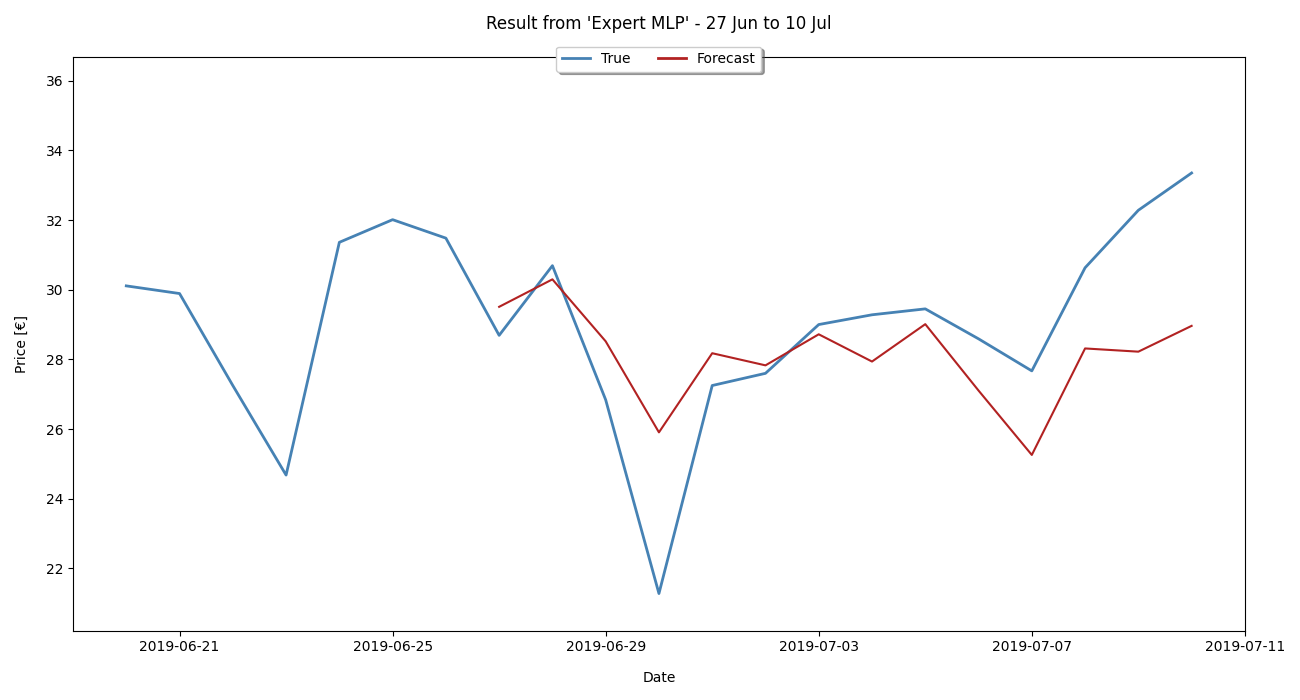 Result from 'Expert MLP' - 27 Jun to 10 Jul
True Forecast
36
34
32
30
28
26
24
22
Price [€]
2019-06-21 2019-06-25 2019-06-29 2019-07-03 2019-07-07 2019-07-11
Date